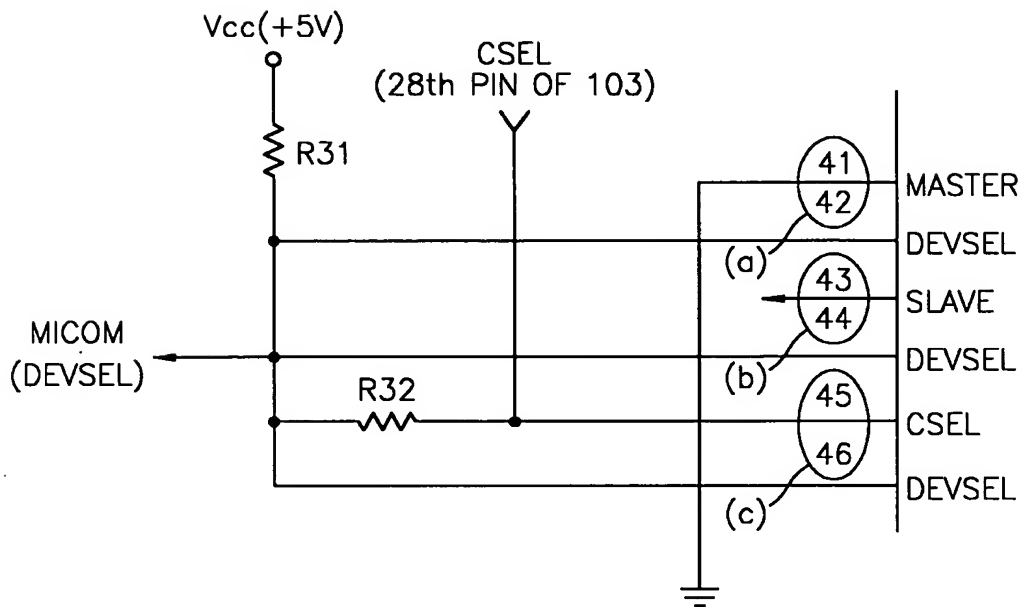 Vcc(+5V)
CSEL
(28th PIN OF 103)
R31
41
MASTER
42
DEVSEL
(a)
43
SLAVE
MICOM
(DEVSEL)
44
DEVSEL
(b)
R32
45
CSEL
46
DEVSEL
(c)